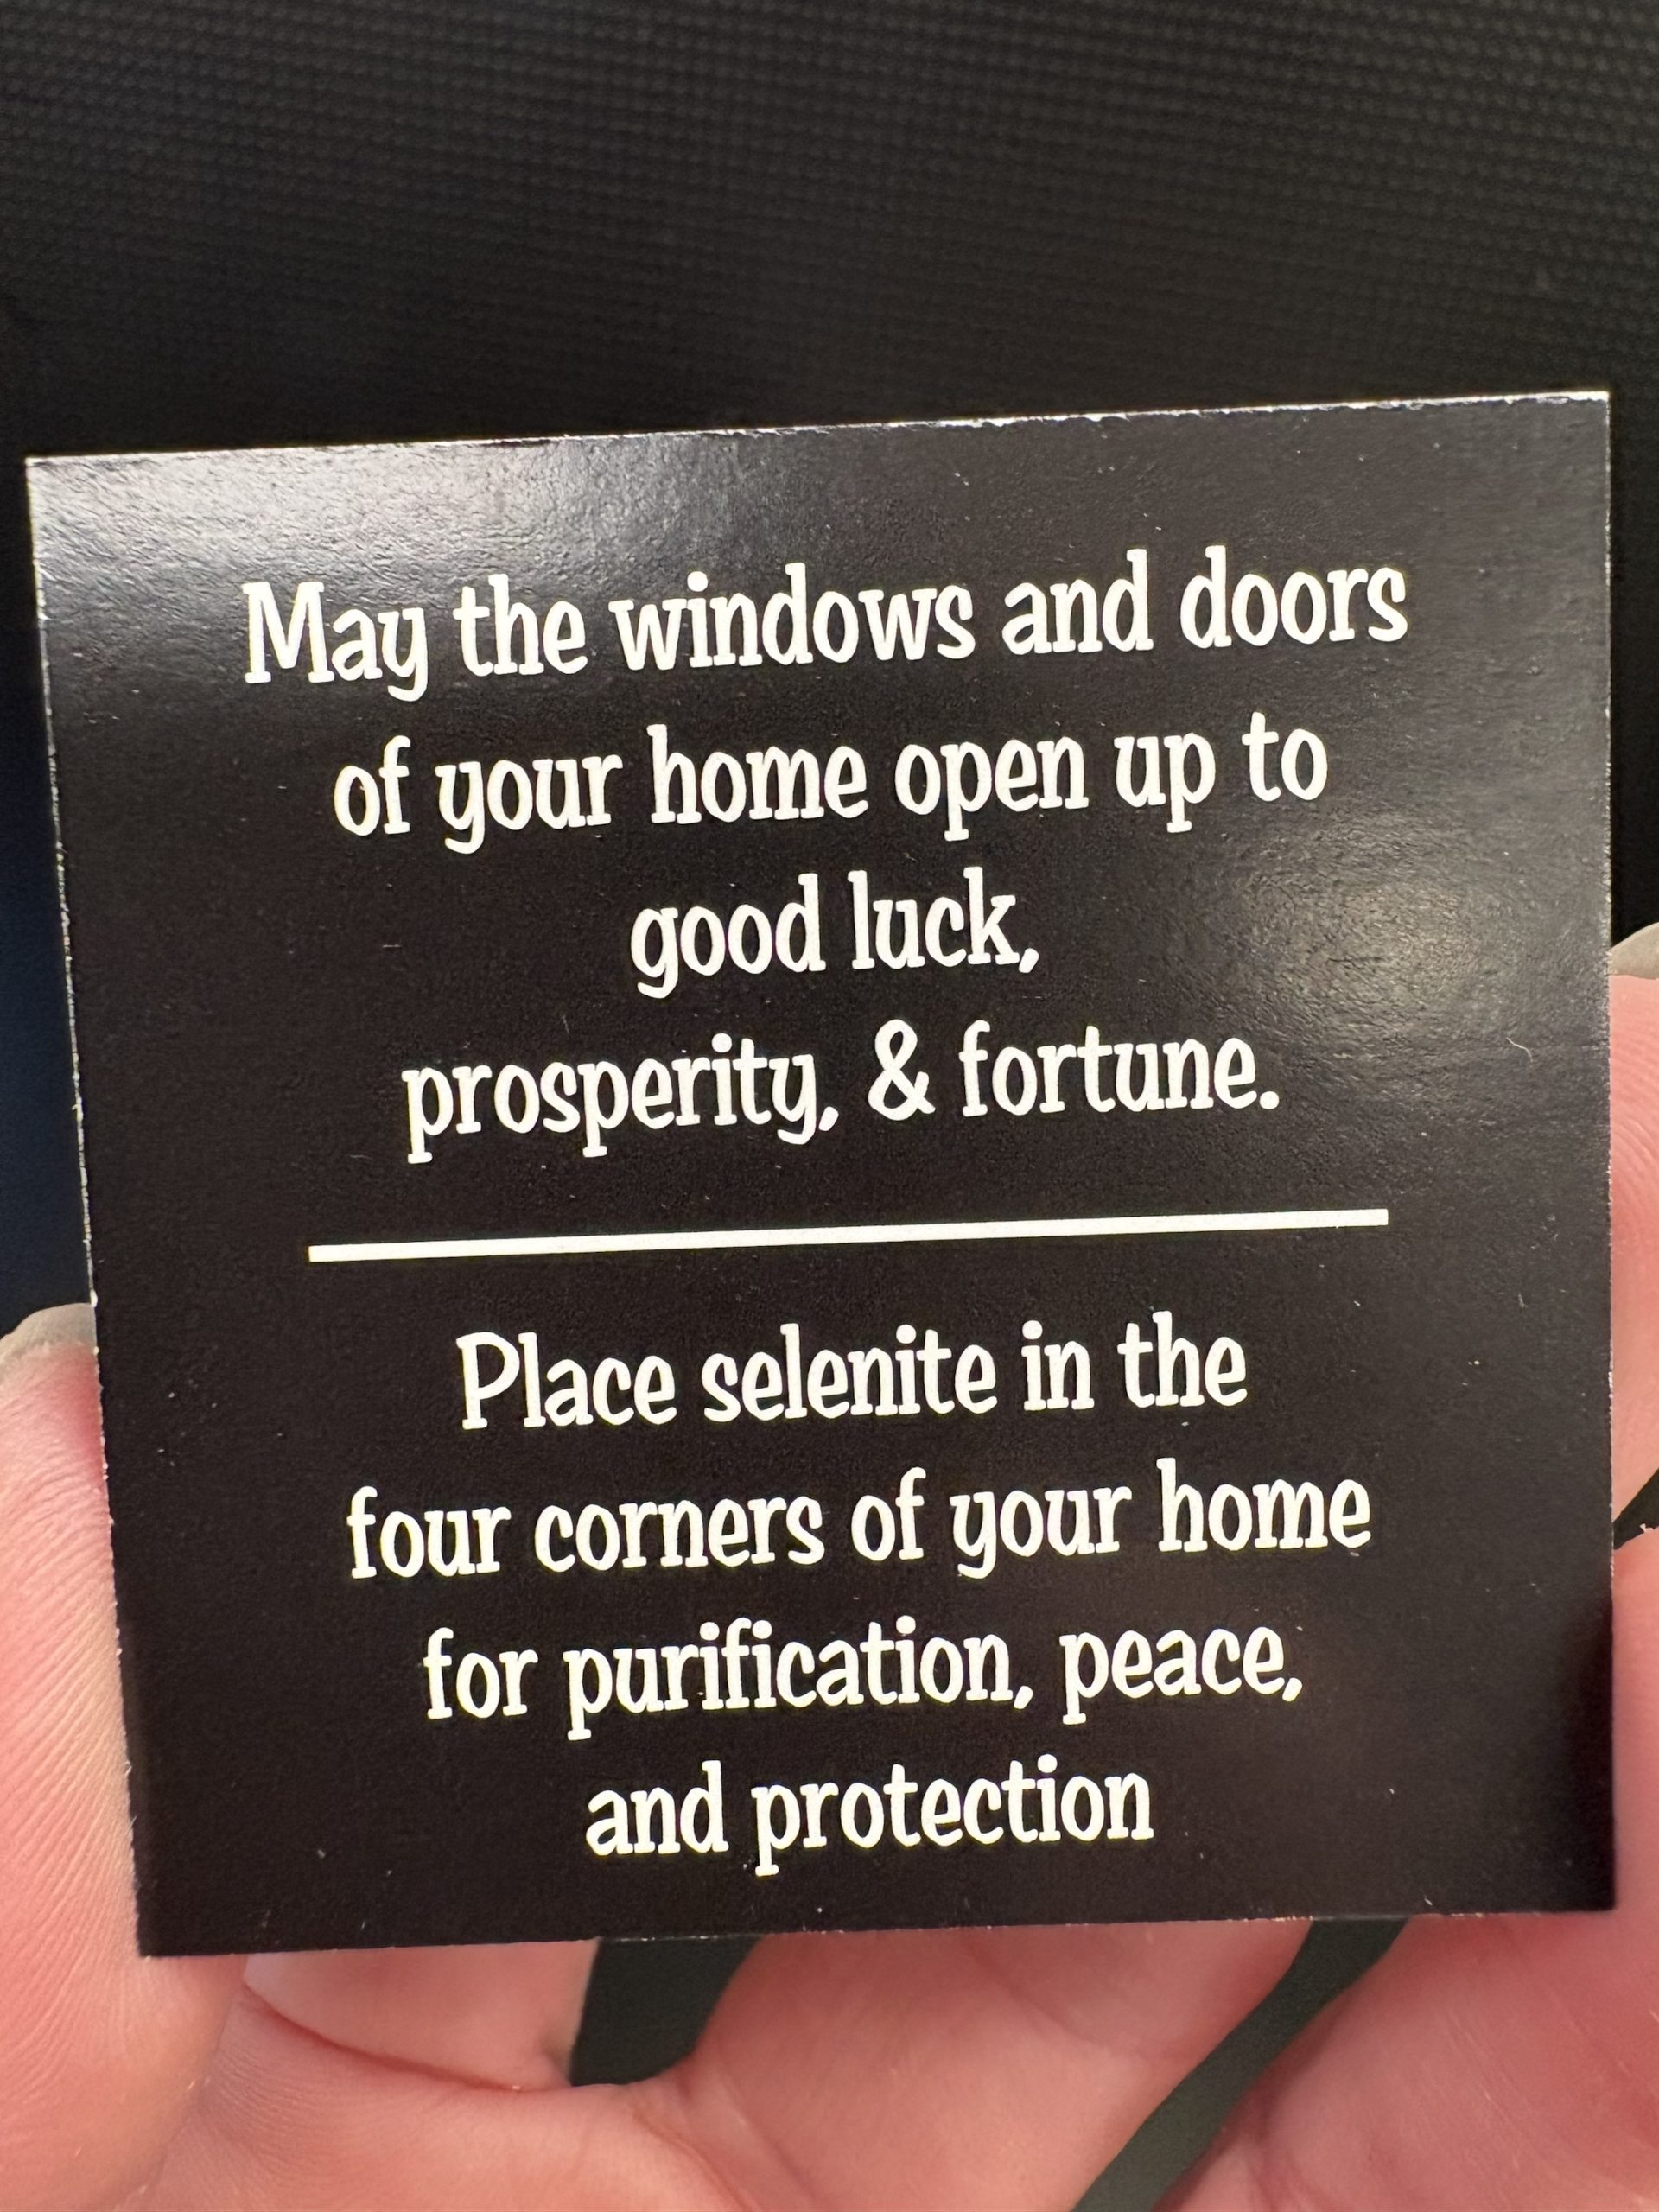 May the windows and doors
of your home open up to
good luck,
prosperity, & fortune.
Place selenite in the
four corners of your home
for purification, peace,
and protection